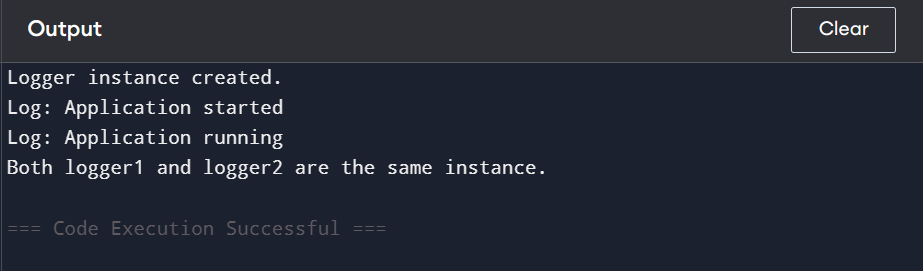 Output
Clear
Logger instance created.
Log: Application started
Log: Application running
Both logger1 and logger2 are the same instance.
=== Code Execution Successful ===